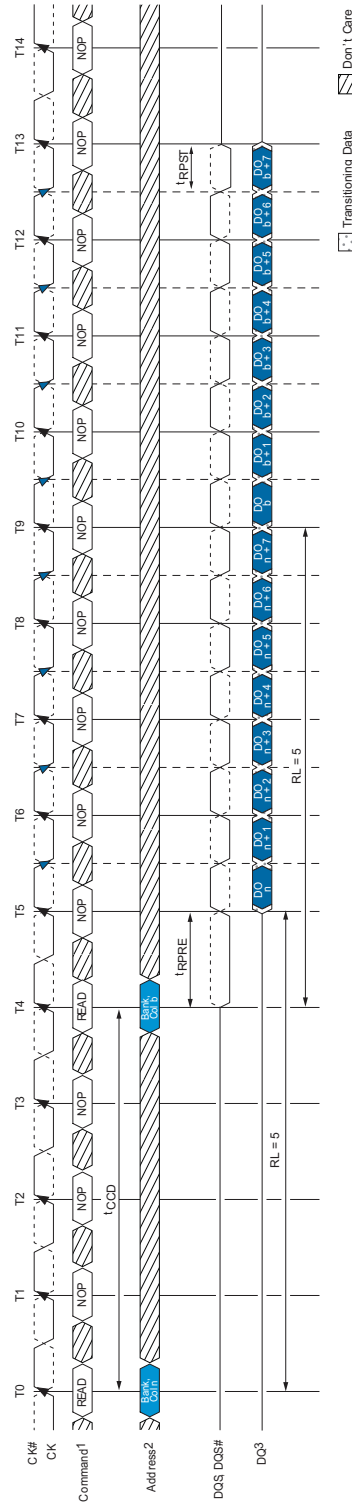 T0 T1 T2 T3 T4 T5 T6 T7 T8 T9 T10 T11 T12 T13 T14
CK#
CK
Command1 READ NOP NOP NOP READ NOP NOP NOP NOP NOP NOP NOP NOP NOP NOP
tCCD
Address2 Bank, Col n Bank, Col b
tRPRE tRPST
DQS, DQS#
DQ3 DO n DO n + 1 DO n + 2 DO n + 3 DO n + 4 DO n + 5 DO n + 6 DO n + 7 DO b DO b + 1 DO b + 2 DO b + 3 DO b + 4 DO b + 5 DO b + 6 DO b + 7
RL = 5
RL = 5
Transitioning Data Don't Care